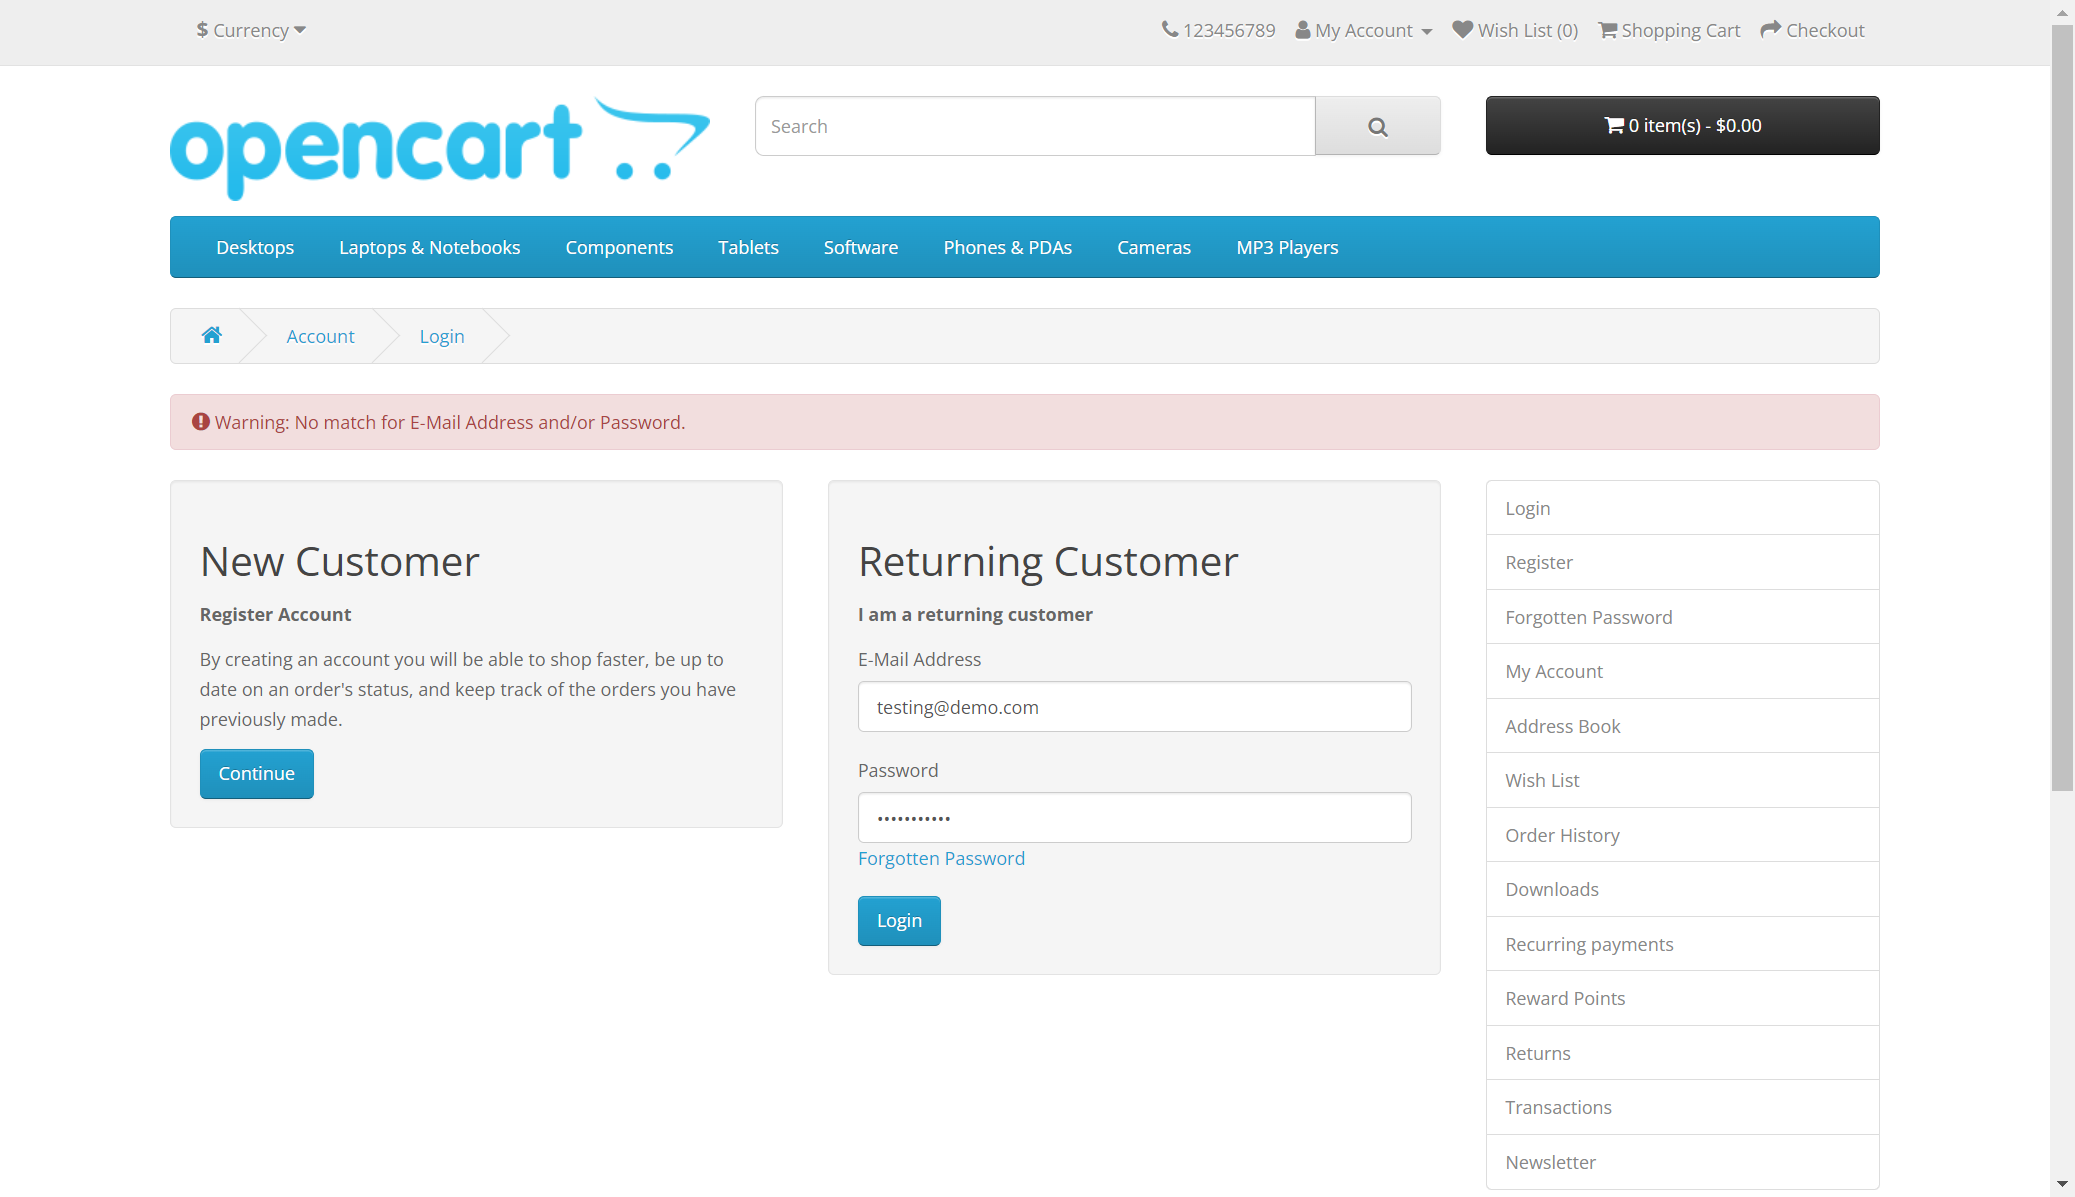 $ Currency
123456789 My Account Wish List (0) Shopping Cart Checkout
opencart
Search
0 item(s) - $0.00
Desktops Laptops & Notebooks Components Tablets Software Phones & PDAs Cameras MP3 Players
Account Login
Warning: No match for E-Mail Address and/or Password.
New Customer
Register Account
By creating an account you will be able to shop faster, be up to
date on an order's status, and keep track of the orders you have
previously made.
Continue
Returning Customer
I am a returning customer
E-Mail Address
testing@demo.com
Password
•••••••••••
Forgotten Password
Login
Login
Register
Forgotten Password
My Account
Address Book
Wish List
Order History
Downloads
Recurring payments
Reward Points
Returns
Transactions
Newsletter